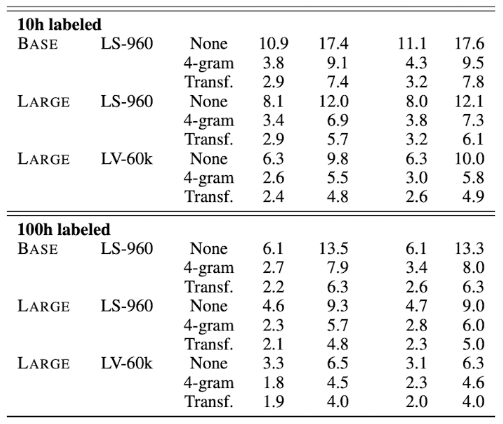 10h labeled
BASE LS-960 None 10.9 17.4 11.1 17.6
4-gram 3.8 9.1 4.3 9.5
Transf. 2.9 7.4 3.2 7.8
LARGE LS-960 None 8.1 12.0 8.0 12.1
4-gram 3.4 6.9 3.8 7.3
Transf. 2.9 5.7 3.2 6.1
LARGE LV-60k None 6.3 9.8 6.3 10.0
4-gram 2.6 5.5 3.0 5.8
Transf. 2.4 4.8 2.6 4.9
100h labeled
BASE LS-960 None 6.1 13.5 6.1 13.3
4-gram 2.7 7.9 3.4 8.0
Transf. 2.2 6.3 2.6 6.3
LARGE LS-960 None 4.6 9.3 4.7 9.0
4-gram 2.3 5.7 2.8 6.0
Transf. 2.1 4.8 2.3 5.0
LARGE LV-60k None 3.3 6.5 3.1 6.3
4-gram 1.8 4.5 2.3 4.6
Transf. 1.9 4.0 2.0 4.0